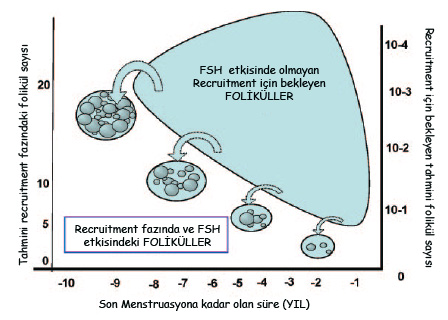 FSH etkisinde olmayan
Recruitment için bekleyen
FOLİKÜLLER
Tahmini recruitment fazındaki folikül sayısı
20
10
5
0
Recruitment fazında ve FSH
etkisindeki FOLİKÜLLER
-10 -9 -8 -7 -6 -5 -4 -3 -2 -1
Son Menstruasyona kadar olan süre (YIL)
10-4
10-3
10-2
10-1
0
Recruitment için bekleyen tahmini folikül sayısı